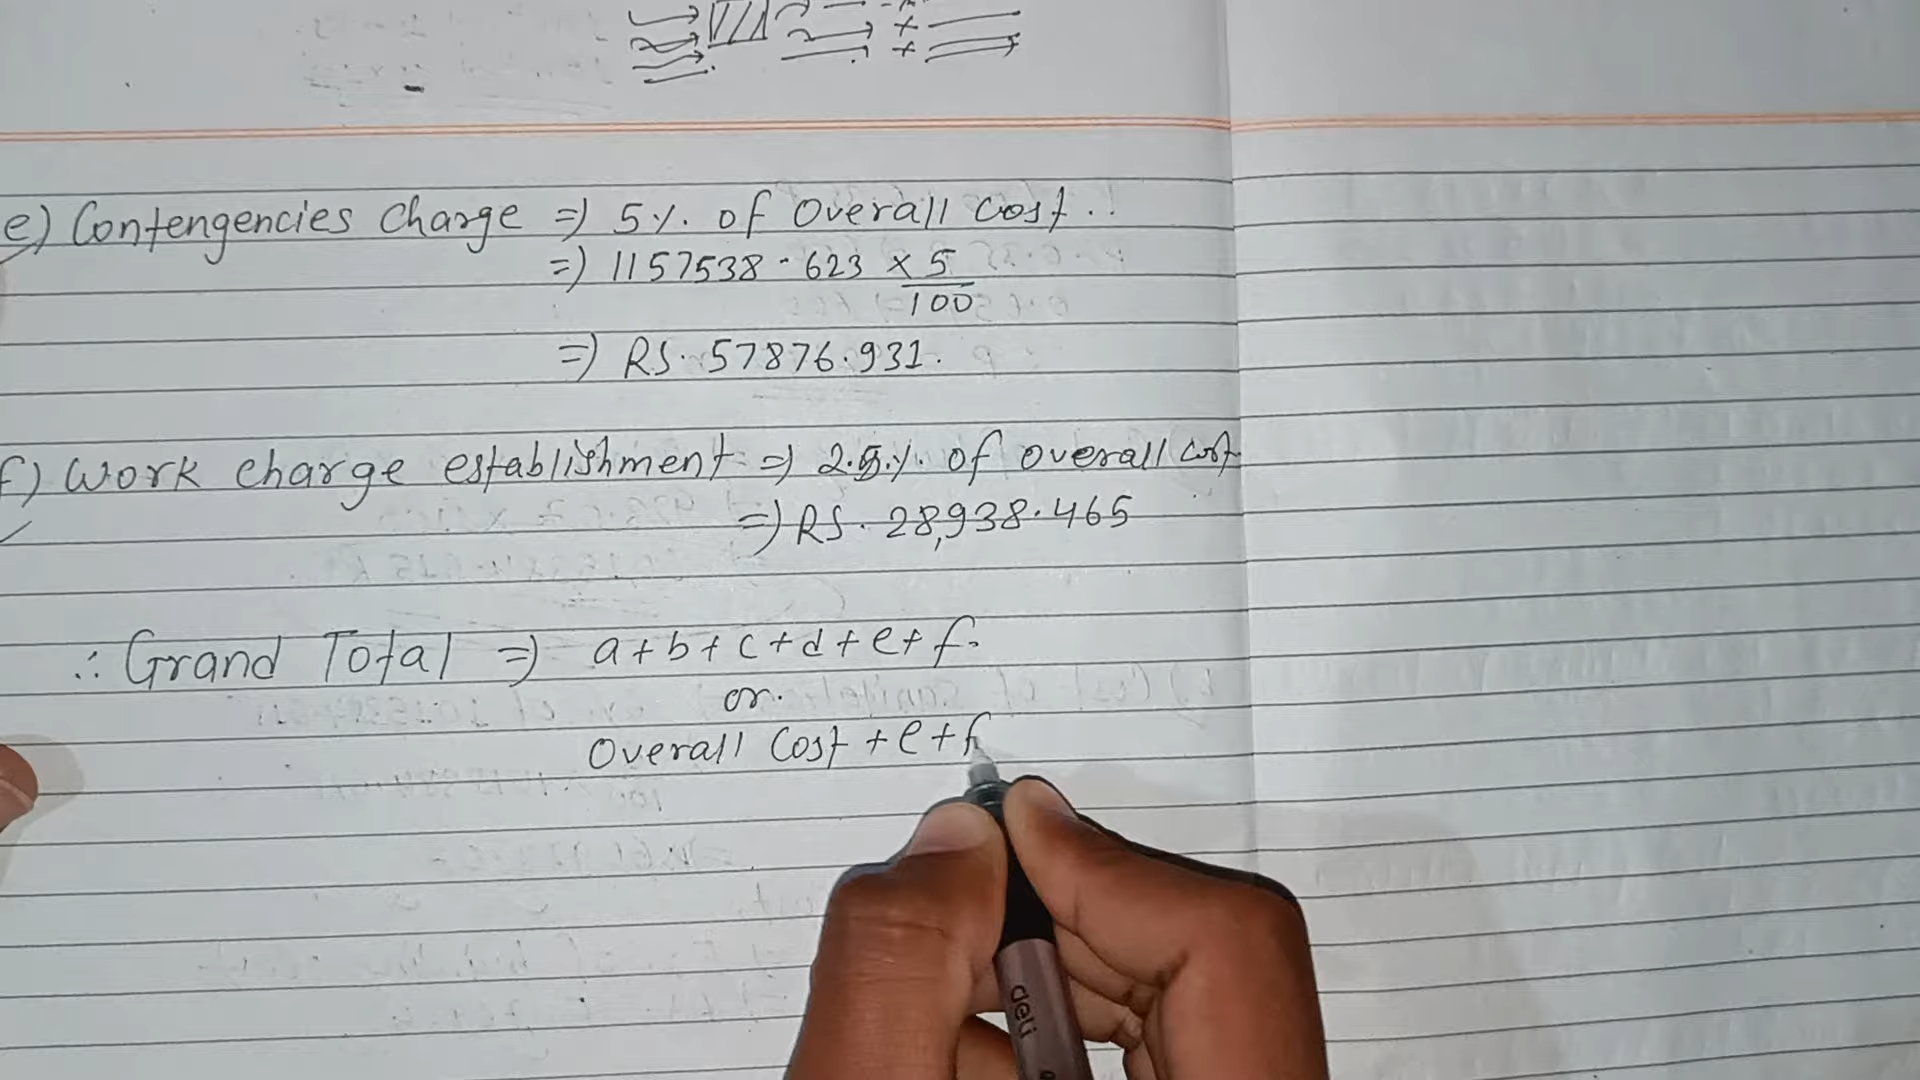 e) Contengencies Charge => 5%. of Overall Cost..
=> 1157538.623 x 5
100
=> RS. 57876.931.
f) Work charge establishment => 2.5%. of overall cost
=> RS. 28,938.465
∴ Grand Total => a+b+c+d+e+f.
or.
Overall Cost +e+f
deli